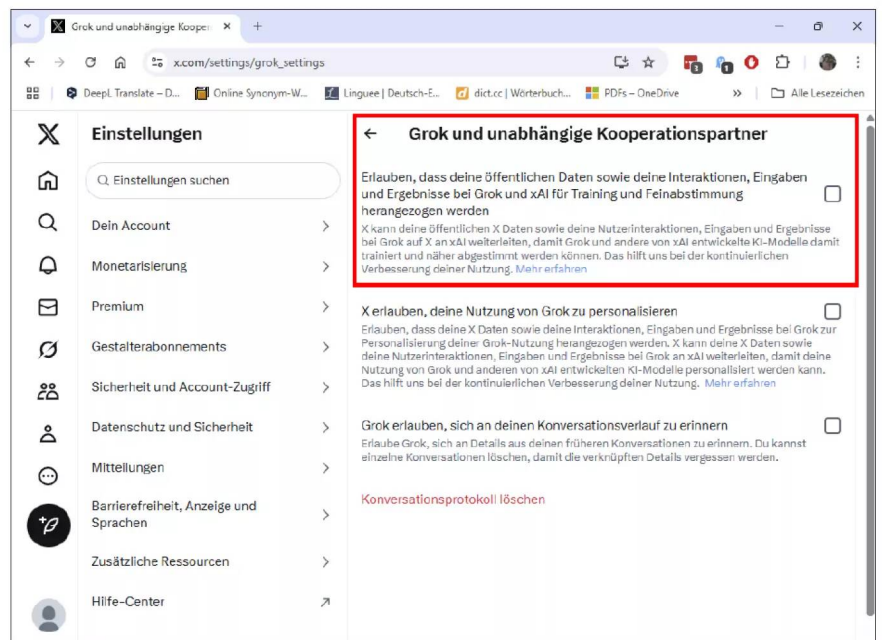 Grok und unabhängige Kooper
x.com/settings/grok_settings
DeepL Translate – D...
Online Synonym-W...
Linguee | Deutsch-E...
dict.cc | Wörterbuch...
PDFs – OneDrive
»
Alle Lesezeichen
Einstellungen
Einstellungen suchen
Dein Account
Monetarisierung
Premium
Gestalterabonnements
Sicherheit und Account-Zugriff
Datenschutz und Sicherheit
Mitteilungen
Barrierefreiheit, Anzeige und
Sprachen
Zusätzliche Ressourcen
Hilfe-Center
Grok und unabhängige Kooperationspartner
Erlauben, dass deine öffentlichen Daten sowie deine Interaktionen, Eingaben
und Ergebnisse bei Grok und xAI für Training und Feinabstimmung
herangezogen werden
X kann deine öffentlichen X Daten sowie deine Nutzerinteraktionen, Eingaben und Ergebnisse
bei Grok auf X an xAI weiterleiten, damit Grok und andere von xAI entwickelte KI-Modelle damit
trainiert und näher abgestimmt werden können. Das hilft uns bei der kontinuierlichen
Verbesserung deiner Nutzung. Mehr erfahren
X erlauben, deine Nutzung von Grok zu personalisieren
Erlauben, dass deine X Daten sowie deine Interaktionen, Eingaben und Ergebnisse bei Grok zur
Personalisierung deiner Grok-Nutzung herangezogen werden. X kann deine X Daten sowie
deine Nutzerinteraktionen, Eingaben und Ergebnisse bei Grok an xAI weiterleiten, damit deine
Nutzung von Grok und anderen von xAI entwickelten KI-Modelle personalisiert werden kann.
Das hilft uns bei der kontinuierlichen Verbesserung deiner Nutzung. Mehr erfahren
Grok erlauben, sich an deinen Konversationsverlauf zu erinnern
Erlaube Grok, sich an Details aus deinen früheren Konversationen zu erinnern. Du kannst
einzelne Konversationen löschen, damit die verknüpften Details vergessen werden.
Konversationsprotokoll löschen